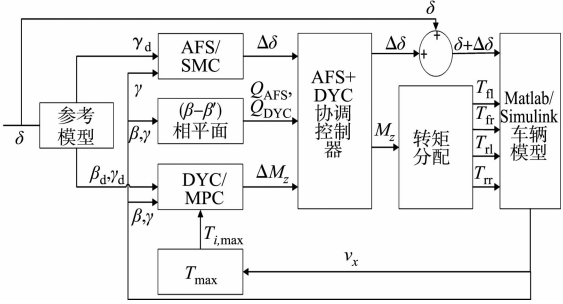 δ
γd
γ
AFS/
SMC
Δδ
Δδ
δ+Δδ
+
+
参考
模型
δ
β,γ
(β−β′)
相平面
QAFS,
QDYC
AFS+
DYC
协调
控制
器
Mz
转矩
分配
Tfl
Tfr
Trl
Trr
Matlab/
Simulink
车辆
模型
βd,γd
β,γ
DYC/
MPC
ΔMz
Ti,max
Tmax
vx